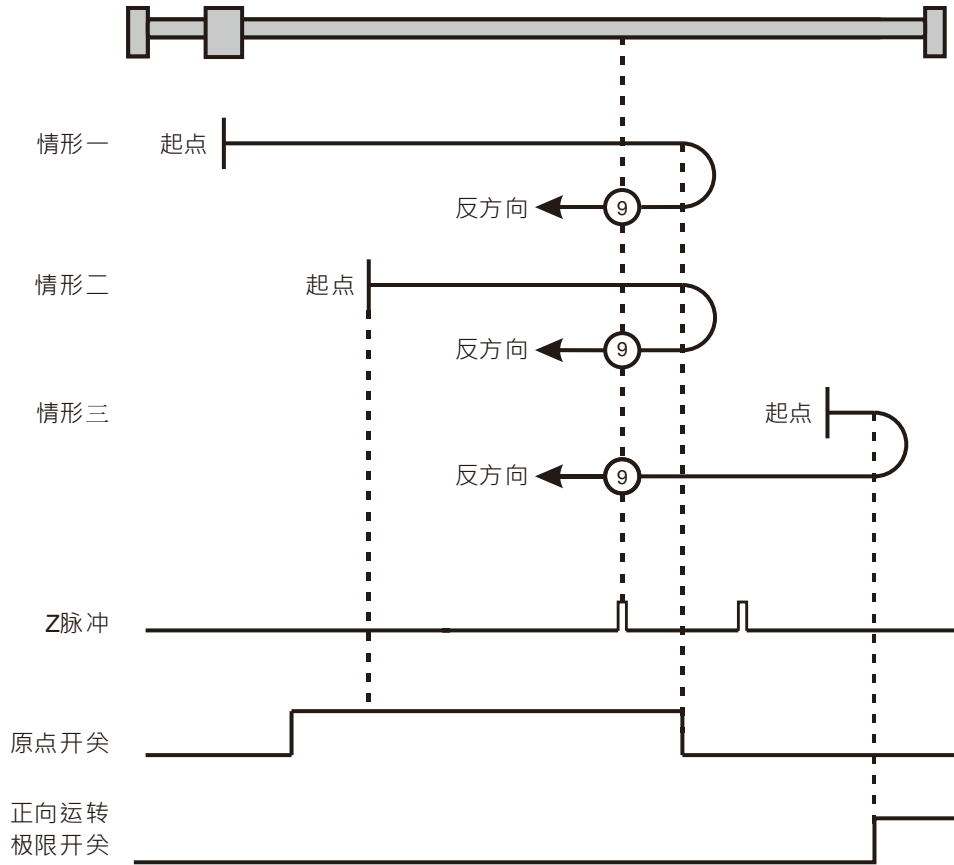 情形一 起点
反方向 9
情形二 起点
反方向 9
情形三 起点
反方向 9
Z脉冲
原点开关
正向运转
极限开关